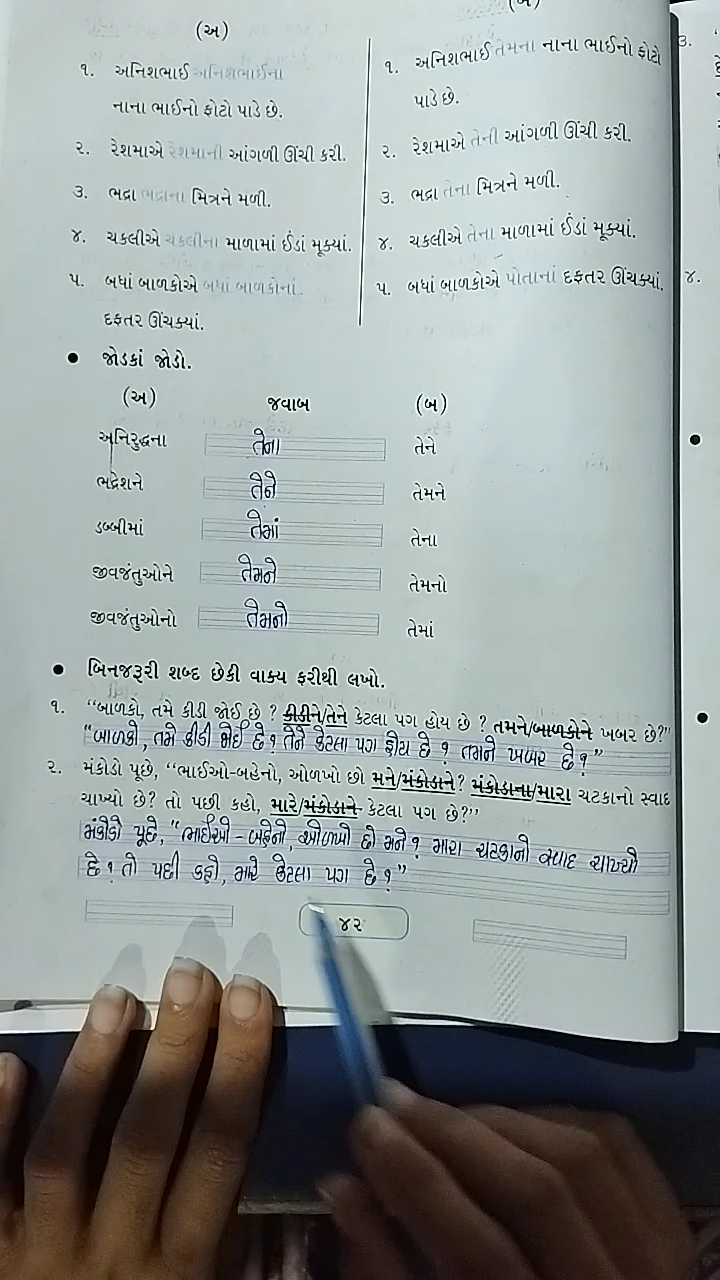 (અ)
૧. અનિશભાઈ અનિશભાઈના
નાના ભાઈનો ફોટો પાડે છે.
૨. રેશમાએ રેશમાની આંગળી ઊંચી કરી.
૩. ભદ્રા ભદ્રાના મિત્રને મળી.
૪. ચકલીએ ચકલીના માળામાં ઈંડાં મૂક્યાં.
૫. બધાં બાળકોએ બધાં બાળકોનાં
દફતર ઊંચક્યાં.
(બ)
૧. અનિશભાઈ તેમના નાના ભાઈનો ફોટો
પાડે છે.
૨. રેશમાએ તેની આંગળી ઊંચી કરી.
૩. ભદ્રા તેના મિત્રને મળી.
૪. ચકલીએ તેના માળામાં ઈંડાં મૂક્યાં.
૫. બધાં બાળકોએ પોતાનાં દફતર ઊંચક્યાં.
• જોડકાં જોડો.
(અ) જવાબ (બ)
અનિરુદ્ધના તેના તેને
ભદ્રેશને તેને તેમને
ડબ્બીમાં તેમાં તેના
જીવજંતુઓને તેમને તેમનો
જીવજંતુઓનો તેમનો તેમાં
• બિનજરૂરી શબ્દ છેકી વાક્ય ફરીથી લખો.
૧. “બાળકો, તમે કીડી જોઈ છે ? કીડીને/તેને કેટલા પગ હોય છે ? તમને/બાળકોને ખબર છે?”
“બાળકો, તમે કીડી જોઈ છે ? તેને કેટલા પગ હોય છે ? તમને ખબર છે ?”
૨. મંકોડો પૂછે, “ભાઈઓ-બહેનો, ઓળખો છો મને/મંકોડાને? મંકોડાના/મારા ચટકાનો સ્વાદ
ચાખ્યો છે? તો પછી કહો, મારે/મંકોડાને કેટલા પગ છે?”
મંકોડો પૂછે, “ભાઈઓ - બહેનો, ઓળખો છો મને ? મારા ચટકાનો સ્વાદ ચાખ્યો
છે ? તો પછી કહો, મારે કેટલા પગ છે ?”
૪૨
૩.
૪.